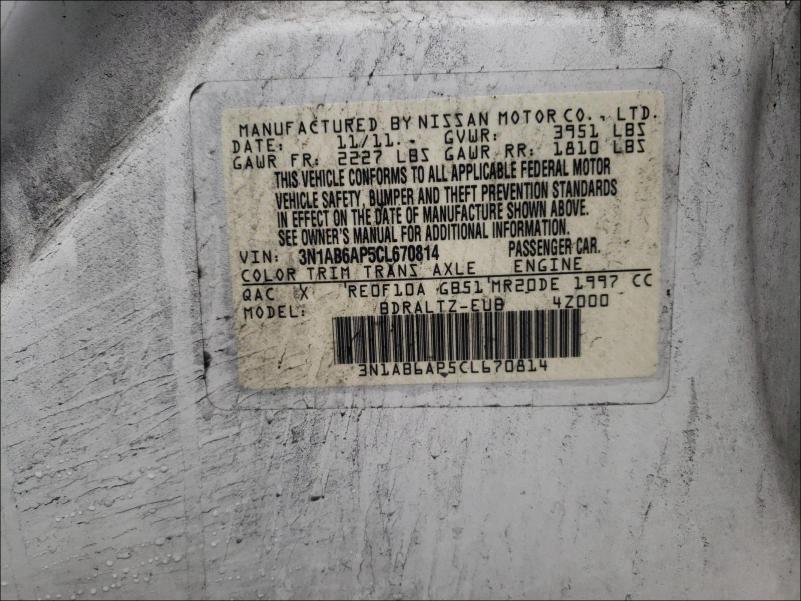 MANUFACTURED BY NISSAN MOTOR CO., LTD.
DATE: 11/11 GVWR: 3951 LBS
GAWR FR: 2227 LBS GAWR RR: 1810 LBS
THIS VEHICLE CONFORMS TO ALL APPLICABLE FEDERAL MOTOR
VEHICLE SAFETY, BUMPER AND THEFT PREVENTION STANDARDS
IN EFFECT ON THE DATE OF MANUFACTURE SHOWN ABOVE.
SEE OWNER'S MANUAL FOR ADDITIONAL INFORMATION.
VIN: 3N1AB6AP5CL670814 PASSENGER CAR.
COLOR TRIM TRANS AXLE ENGINE
QAC X RE0F10A GB51 MR20DE 1997 CC
MODEL: BDRALTZ-EUB 4Z000
3N1AB6AP5CL670814